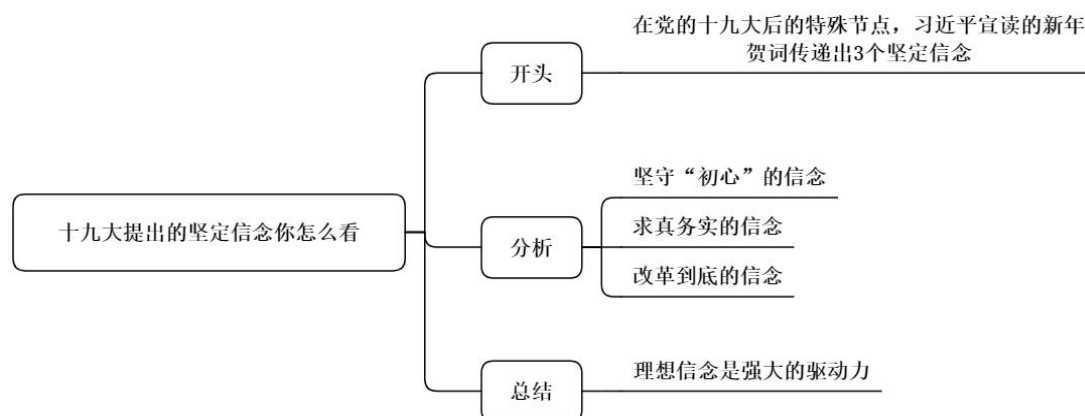 在党的十九大后的特殊节点，习近平宣读的新年
贺词传递出3个坚定信念
开头
坚守“初心”的信念
十九大提出的坚定信念你怎么看
分析
求真务实的信念
改革到底的信念
总结
理想信念是强大的驱动力